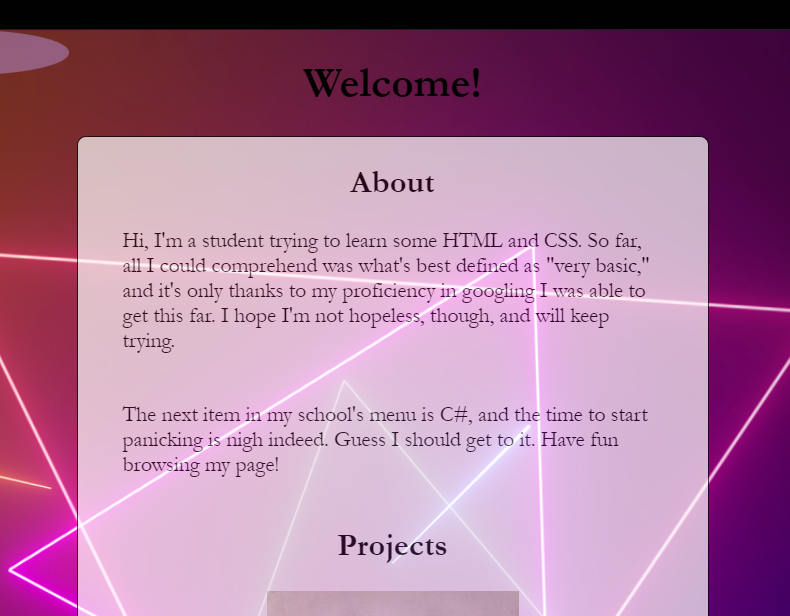 Welcome!
About
Hi, I'm a student trying to learn some HTML and CSS. So far,
all I could comprehend was what's best defined as "very basic,"
and it's only thanks to my proficiency in googling I was able to
get this far. I hope I'm not hopeless, though, and will keep
trying.
The next item in my school's menu is C#, and the time to start
panicking is nigh indeed. Guess I should get to it. Have fun
browsing my page!
Projects